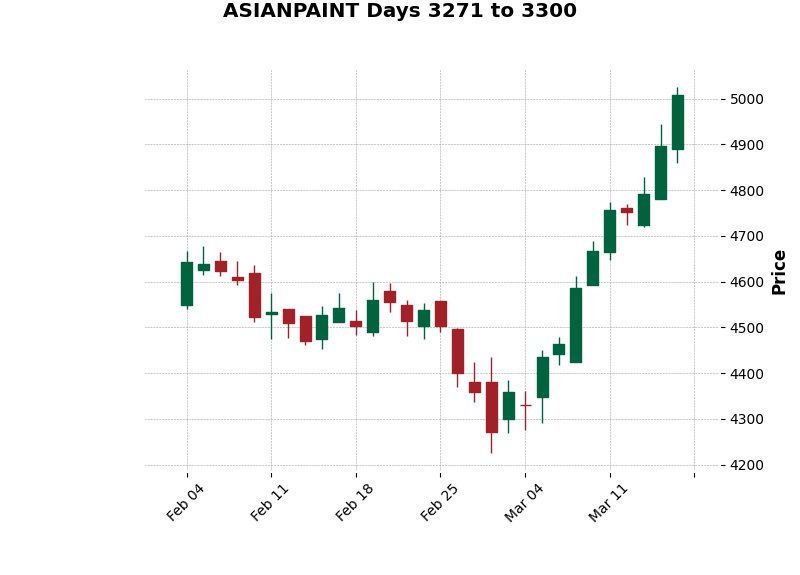 ASIANPAINT Days 3271 to 3300
5000
4900
4800
4700
4600
4500
4400
4300
4200
Price
Feb 04
Feb 11
Feb 18
Feb 25
Mar 04
Mar 11